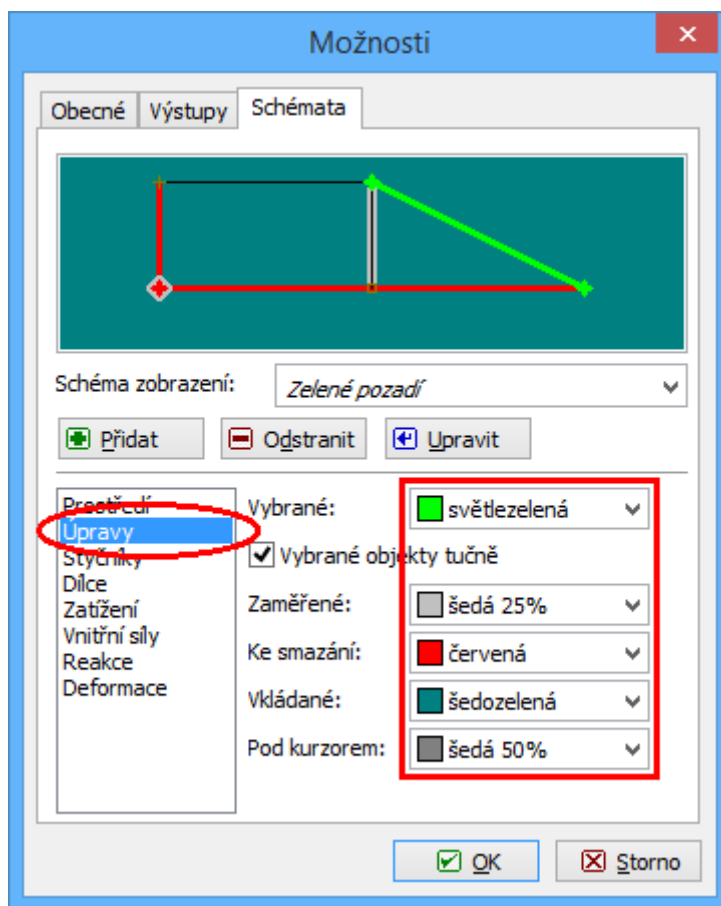 Možnosti
Obecné Výstupy Schémata
Schéma zobrazení: Zelené pozadí
Přidat Odstranit Upravit
Prostředí
Úpravy
Styčníky
Dílce
Zatížení
Vnitřní síly
Reakce
Deformace
Vybrané: světlezelená
Vybrané objekty tučně
Zaměřené: šedá 25%
Ke smazání: červená
Vkládané: šedozelená
Pod kurzorem: šedá 50%
OK Storno